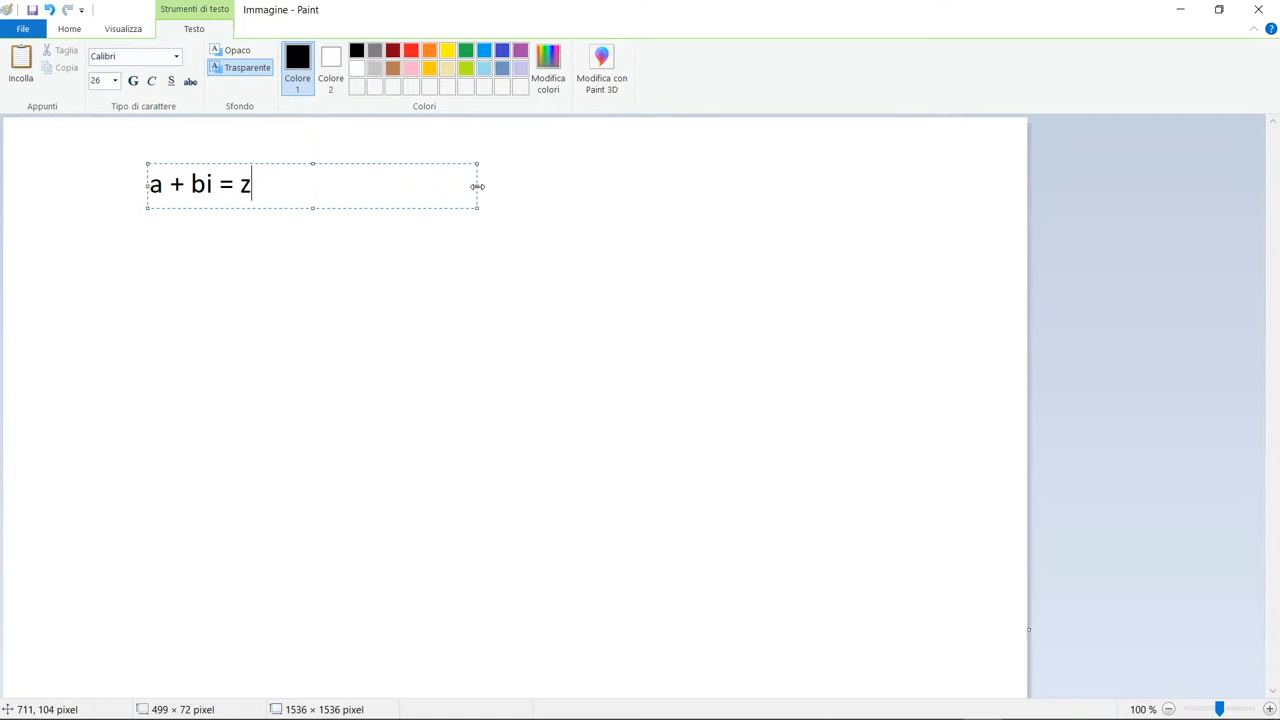 Strumenti di testo
Immagine - Paint
File
Home
Visualizza
Testo
Incolla
Taglia
Copia
Appunti
Calibri
26
G
C
S
abc
Tipo di carattere
Opaco
Trasparente
Sfondo
Colore 1
Colore 2
Modifica colori
Colori
Modifica con Paint 3D
a + bi = z
711, 104 pixel
499 × 72 pixel
1536 × 1536 pixel
100 %